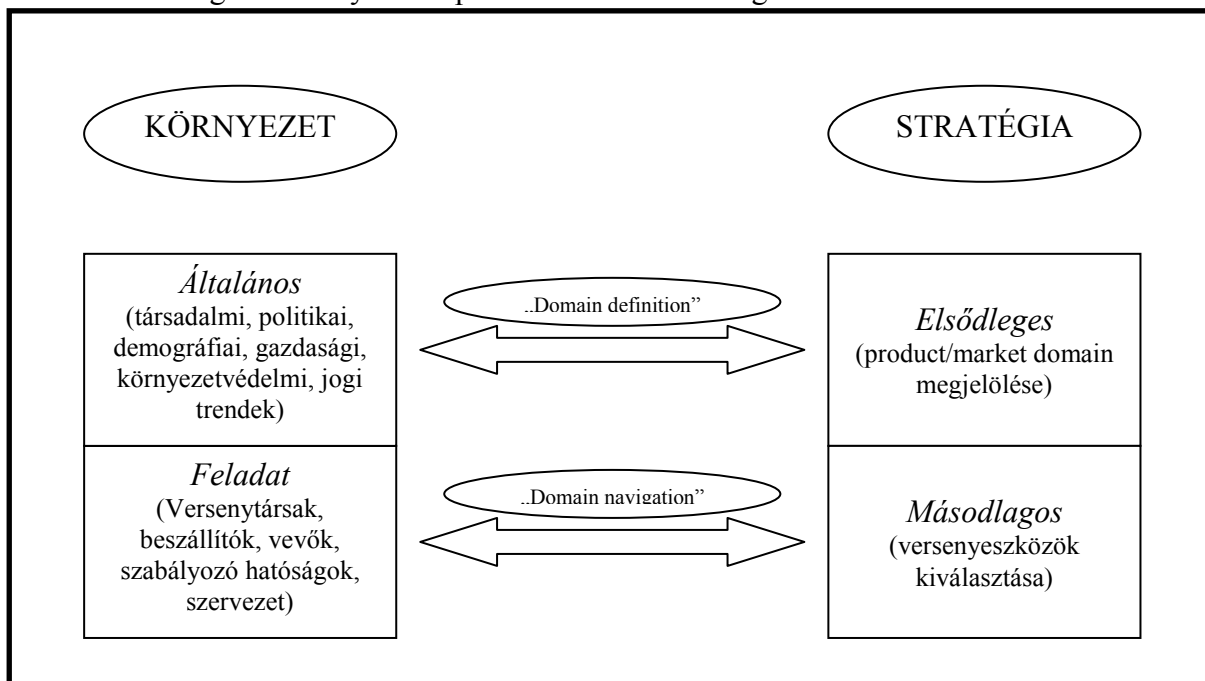 KÖRNYEZET
STRATÉGIA
Általános
(társadalmi, politikai,
demográfiai, gazdasági,
környezetvédelmi, jogi
trendek)
„Domain definition”
Elsődleges
(product/market domain
megjelölése)
Feladat
(Versenytársak,
beszállítók, vevők,
szabályozó hatóságok,
szervezet)
„Domain navigation”
Másodlagos
(versenyeszközök
kiválasztása)